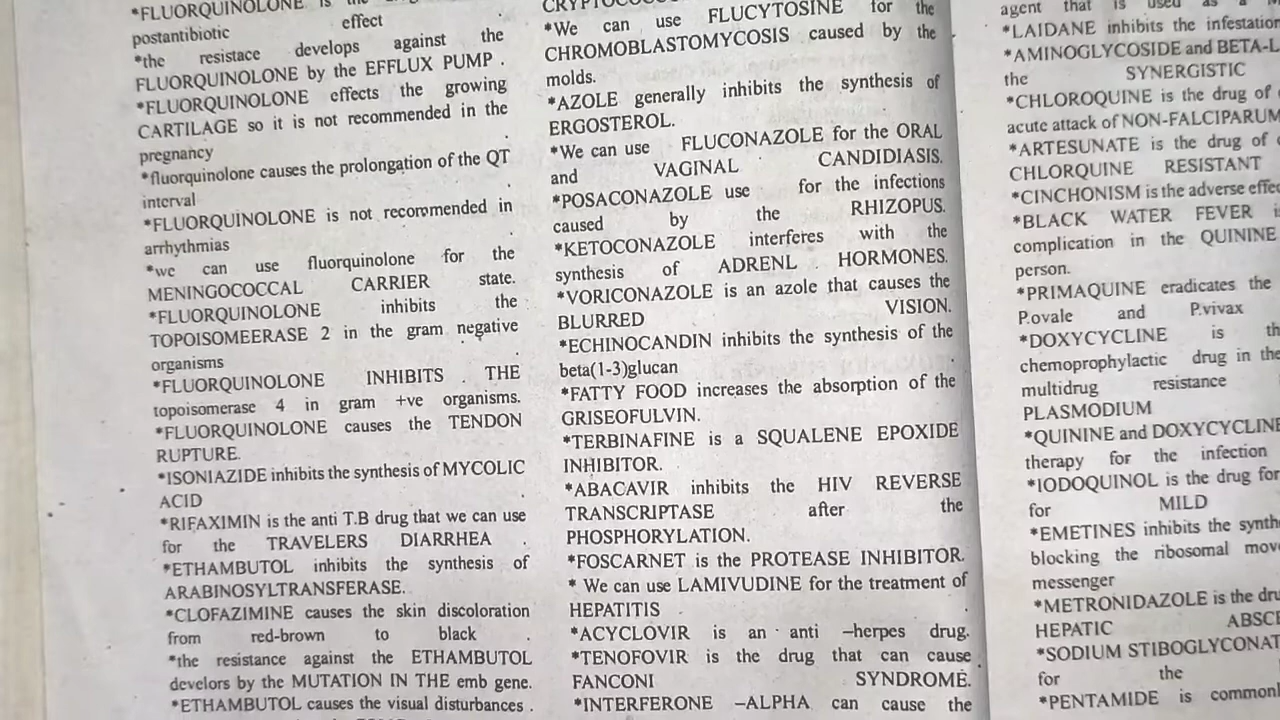 *FLUORQUINOLONE is the
postantibiotic effect
*the resistace develops against the
FLUORQUINOLONE by the EFFLUX PUMP .
*FLUORQUINOLONE effects the growing
CARTILAGE so it is not recommended in the
pregnancy
*fluorquinolone causes the prolongation of the QT
interval
*FLUORQUINOLONE is not recommended in
arrhythmias
*we can use fluorquinolone for the
MENINGOCOCCAL CARRIER state.
*FLUORQUINOLONE inhibits the
TOPOISOMEERASE 2 in the gram negative
organisms
*FLUORQUINOLONE INHIBITS THE
topoisomerase 4 in gram +ve organisms.
*FLUORQUINOLONE causes the TENDON
RUPTURE.
*ISONIAZIDE inhibits the synthesis of MYCOLIC
ACID
*RIFAXIMIN is the anti T.B drug that we can use
for the TRAVELERS DIARRHEA .
*ETHAMBUTOL inhibits the synthesis of
ARABINOSYLTRANSFERASE.
*CLOFAZIMINE causes the skin discoloration
from red-brown to black .
*the resistance against the ETHAMBUTOL
develors by the MUTATION IN THE emb gene.
*ETHAMBUTOL causes the visual disturbances .
*We can use FLUCYTOSINE for the
CHROMOBLASTOMYCOSIS caused by the
molds.
*AZOLE generally inhibits the synthesis of
ERGOSTEROL.
*We can use FLUCONAZOLE for the ORAL
and VAGINAL CANDIDIASIS.
*POSACONAZOLE use for the infections
caused by the RHIZOPUS.
*KETOCONAZOLE interferes with the
synthesis of ADRENL HORMONES.
*VORICONAZOLE is an azole that causes the
BLURRED VISION.
*ECHINOCANDIN inhibits the synthesis of the
beta(1-3)glucan
*FATTY FOOD increases the absorption of the
GRISEOFULVIN.
*TERBINAFINE is a SQUALENE EPOXIDE
INHIBITOR.
*ABACAVIR inhibits the HIV REVERSE
TRANSCRIPTASE after the
PHOSPHORYLATION.
*FOSCARNET is the PROTEASE INHIBITOR.
* We can use LAMIVUDINE for the treatment of
HEPATITIS .
*ACYCLOVIR is an anti –herpes drug.
*TENOFOVIR is the drug that can cause
FANCONI SYNDROME.
*INTERFERONE –ALPHA can cause the
agent that is used as a
*LAIDANE inhibits the
*AMINOGLYCOSIDE and
the SYNERGISTIC
*CHLOROQUINE is the drug of
acute attack of NON-FALCIPARUM
*ARTESUNATE is the drug of
CHLORQUINE RESISTANT
*CINCHONISM is the adverse
*BLACK WATER FEVER
complication in the QUININE
person.
*PRIMAQUINE eradicates the
P.ovale and P.vivax
*DOXYCYCLINE is
chemoprophylactic drug in the
multidrug resistance
PLASMODIUM
*QUININE and DOXYCYCLINE
therapy for the infection
*IODOQUINOL is the drug for
for MILD
*EMETINES inhibits the
blocking the ribosomal
messenger
*METRONIDAZOLE is the
HEPATIC
*SODIUM
for the
*PENTAMIDE is